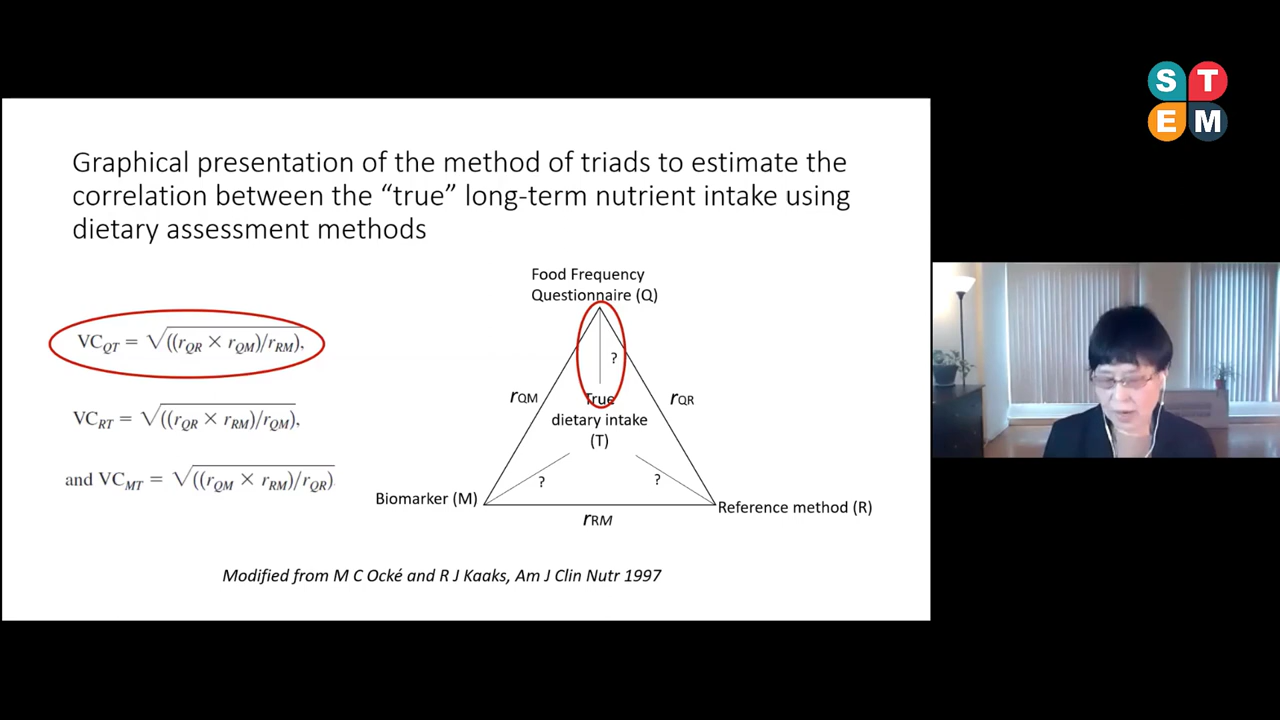 S T
E M
Graphical presentation of the method of triads to estimate the
correlation between the “true” long-term nutrient intake using
dietary assessment methods
Food Frequency
Questionnaire (Q)
VC_QT = √((r_QR × r_QM)/r_RM),
?
r_QM
True
r_QR
dietary intake
(T)
VC_RT = √((r_QR × r_RM)/r_QM),
and VC_MT = √((r_QM × r_RM)/r_QR)
?
?
Biomarker (M)
Reference method (R)
r_RM
Modified from M C Ocké and R J Kaaks, Am J Clin Nutr 1997